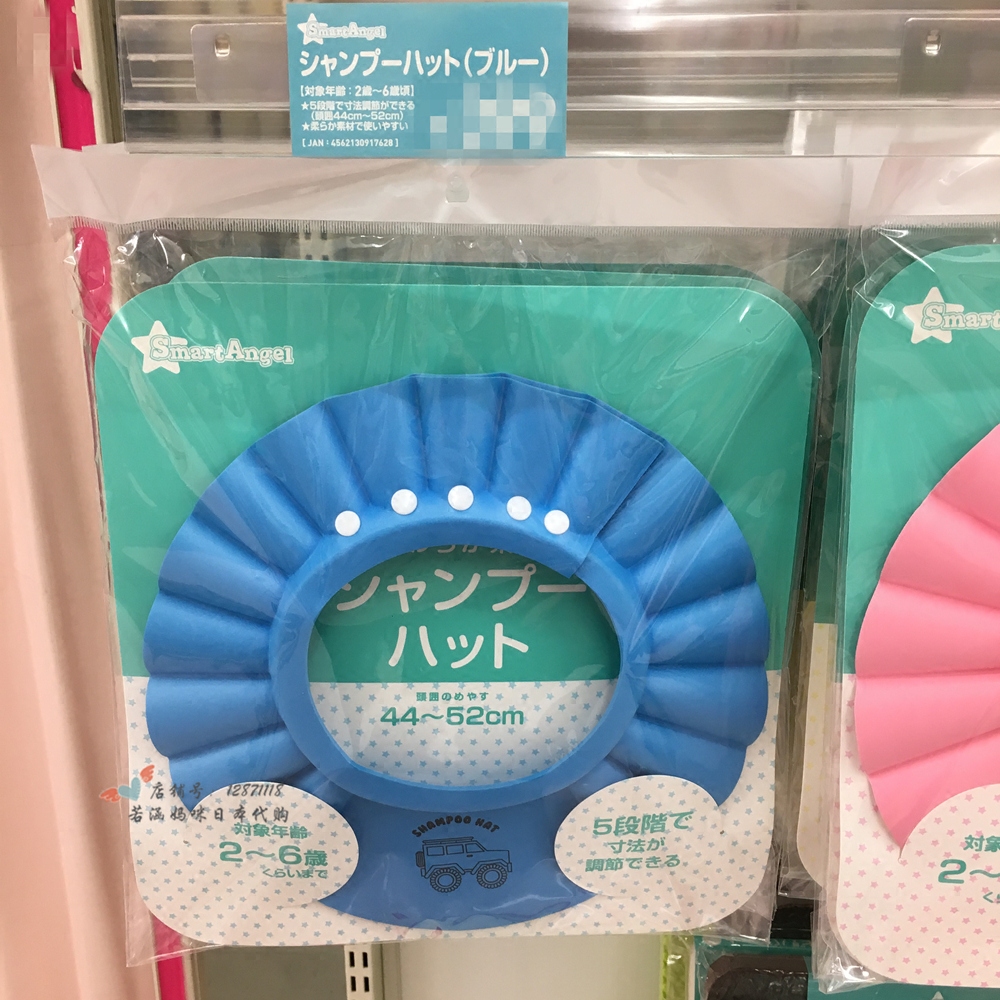 SmartAngel
シャンプーハット(ブルー)
【対象年齢:2歳~6歳頃】
★5段階で寸法調節ができる
(頭囲44cm~52cm)
★柔らか素材で使いやすい
[JAN:4562130917628]
SmartAngel
シャンプー
ハット
頭囲のめやす
44~52cm
SHAMPOO HAT
対象年齢
2~6歳
くらいまで
5段階で
寸法が
調節できる
店铺号:12871118
若涵妈咪日本代购
Smart
対象
2~